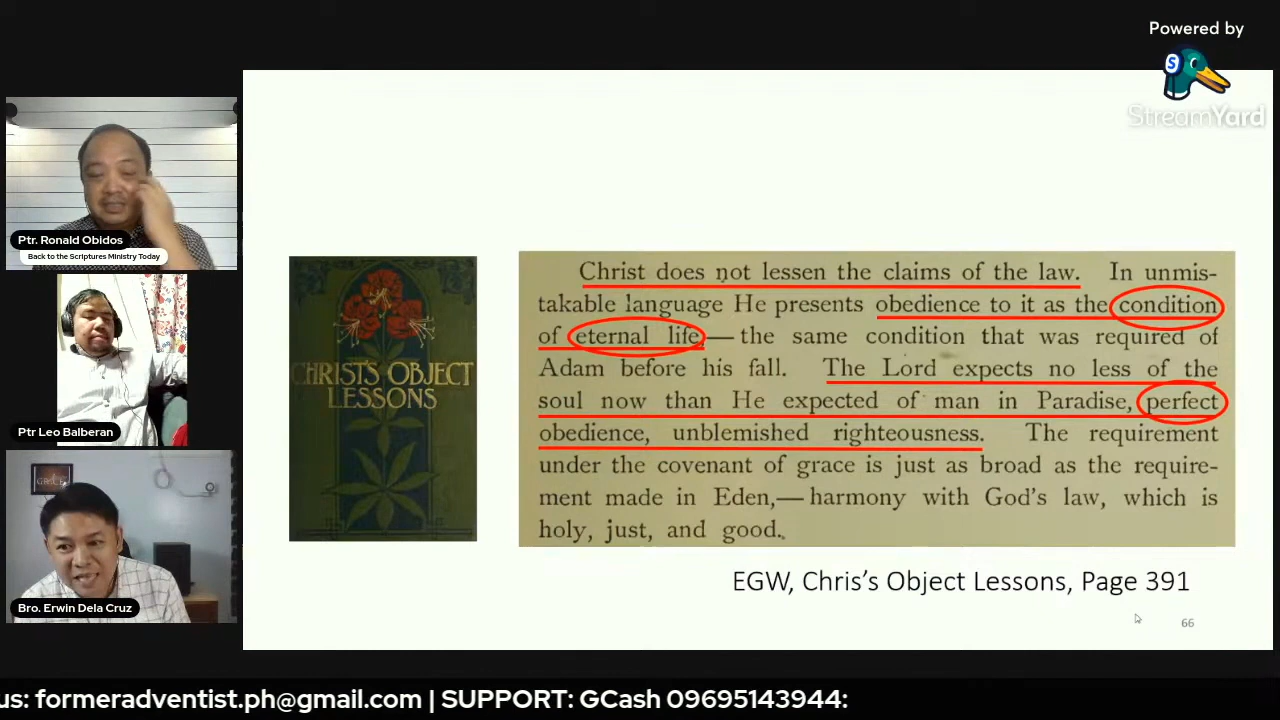 Powered by
StreamYard
Ptr. Ronald Obidos
Back to the Scriptures Ministry Today
Ptr Leo Balberan
GRACE
Bro. Erwin Dela Cruz
CHRIST'S OBJECT
LESSONS
Christ does not lessen the claims of the law. In unmis-
takable language He presents obedience to it as the condition
of eternal life — the same condition that was required of
Adam before his fall. The Lord expects no less of the
soul now than He expected of man in Paradise, perfect
obedience, unblemished righteousness. The requirement
under the covenant of grace is just as broad as the require-
ment made in Eden,— harmony with God's law, which is
holy, just, and good.
EGW, Chris's Object Lessons, Page 391
66
us: formeradventist.ph@gmail.com | SUPPORT: GCash 09695143944: